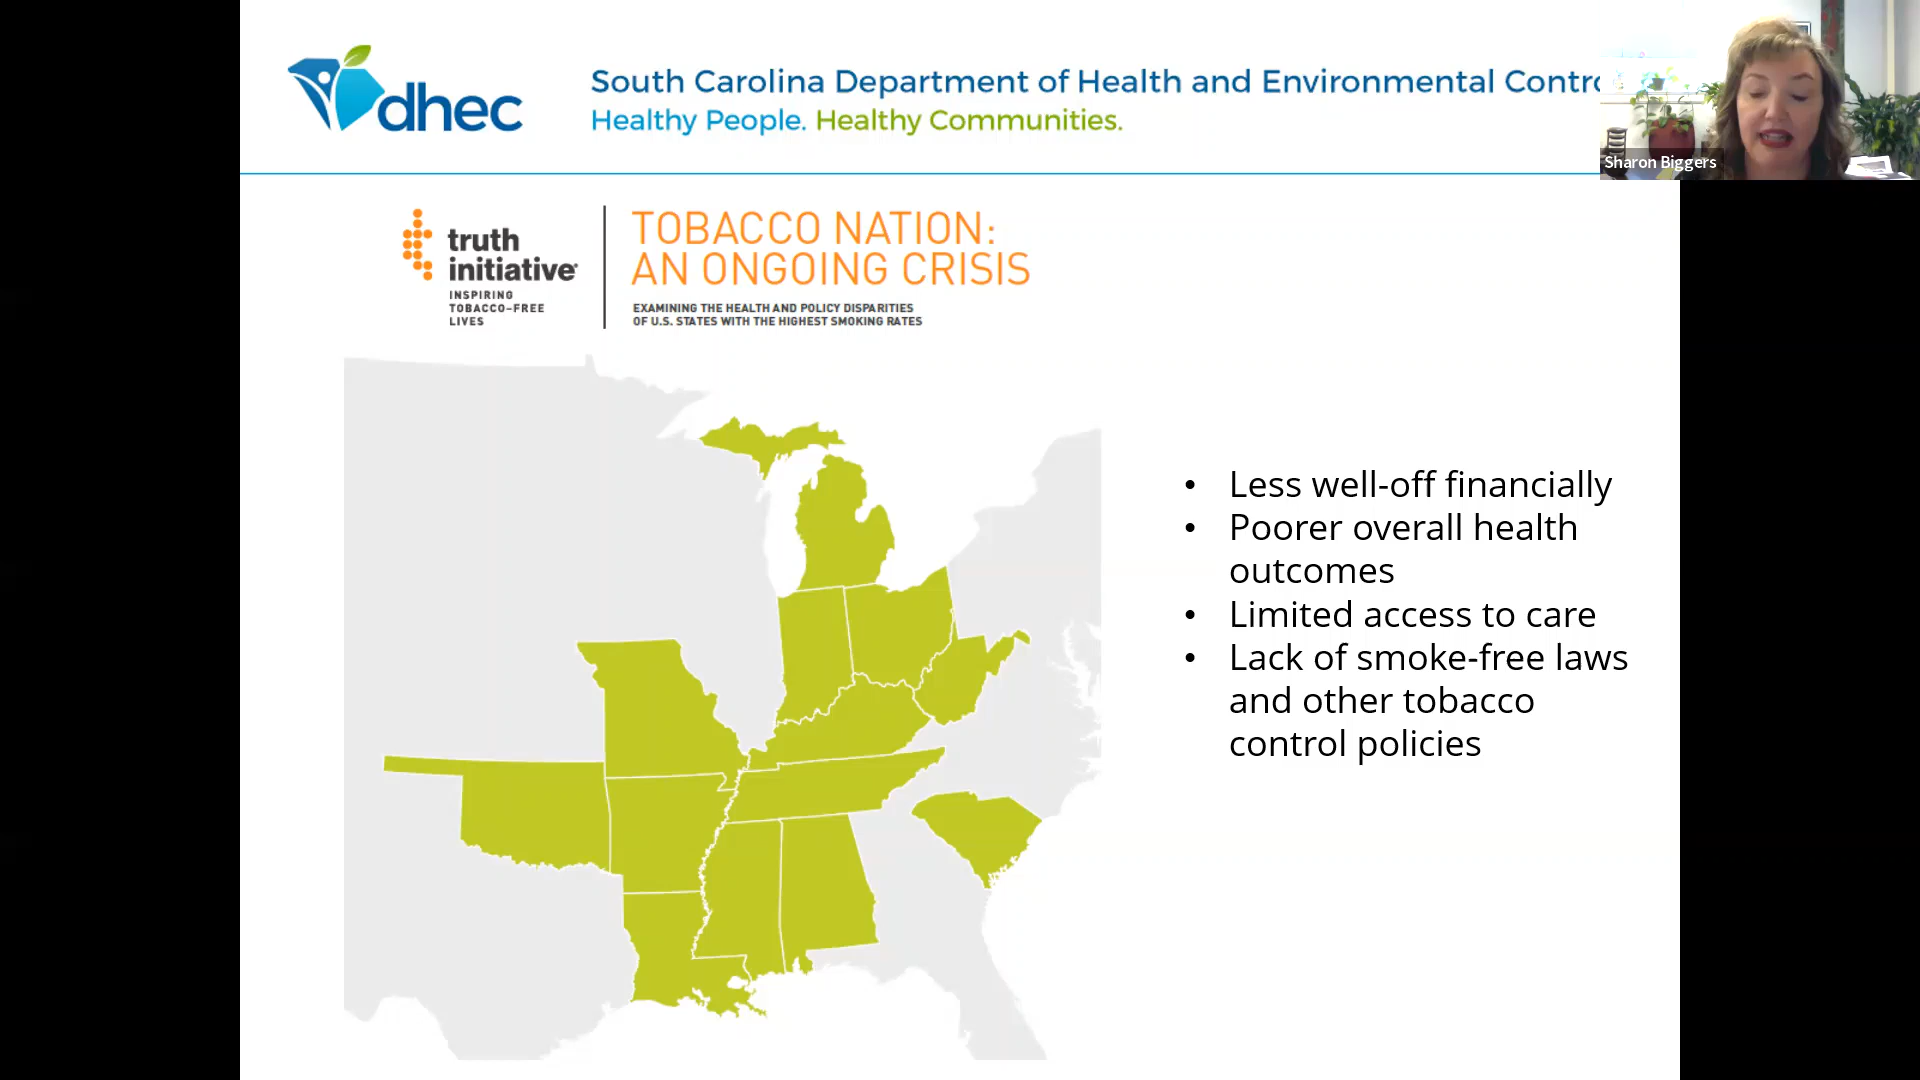 dhec
South Carolina Department of Health and Environmental Contro
Healthy People. Healthy Communities.
Sharon Biggers
truth
initiative®
INSPIRING
TOBACCO-FREE
LIVES
TOBACCO NATION:
AN ONGOING CRISIS
EXAMINING THE HEALTH AND POLICY DISPARITIES
OF U.S. STATES WITH THE HIGHEST SMOKING RATES
• Less well-off financially
• Poorer overall health
outcomes
• Limited access to care
• Lack of smoke-free laws
and other tobacco
control policies